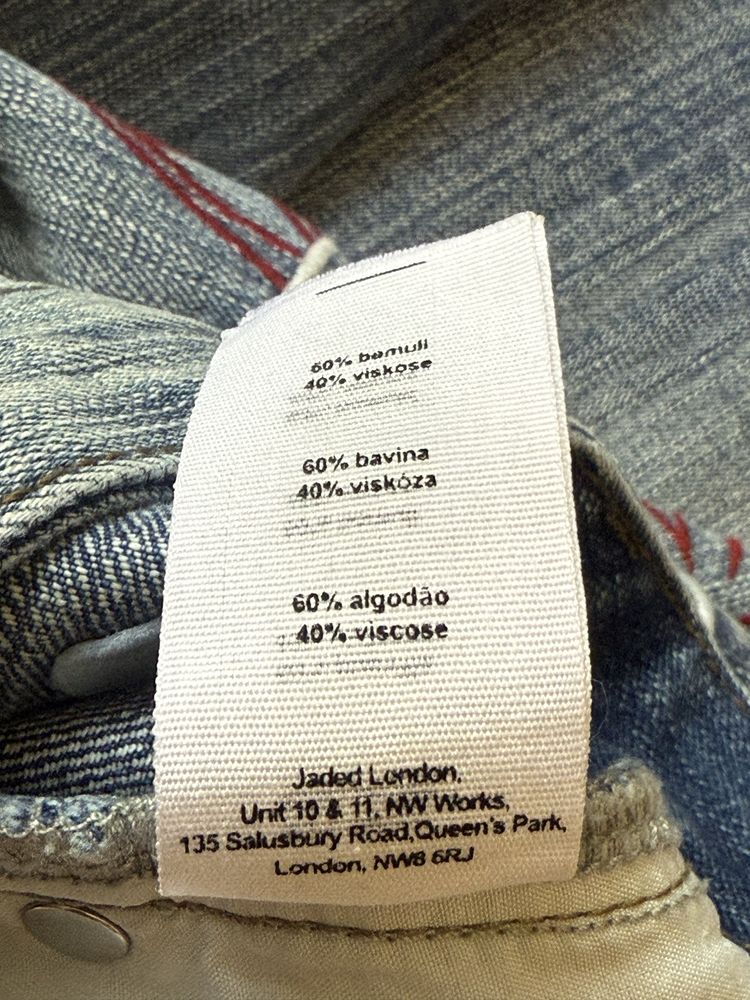 60% bomull
40% viskose
60% bavlna
40% viskóza
60% algodão
40% viscose
Jaded London,
Unit 10 & 11, NW Works,
135 Salusbury Road,Queen's Park,
London, NW6 6RJ